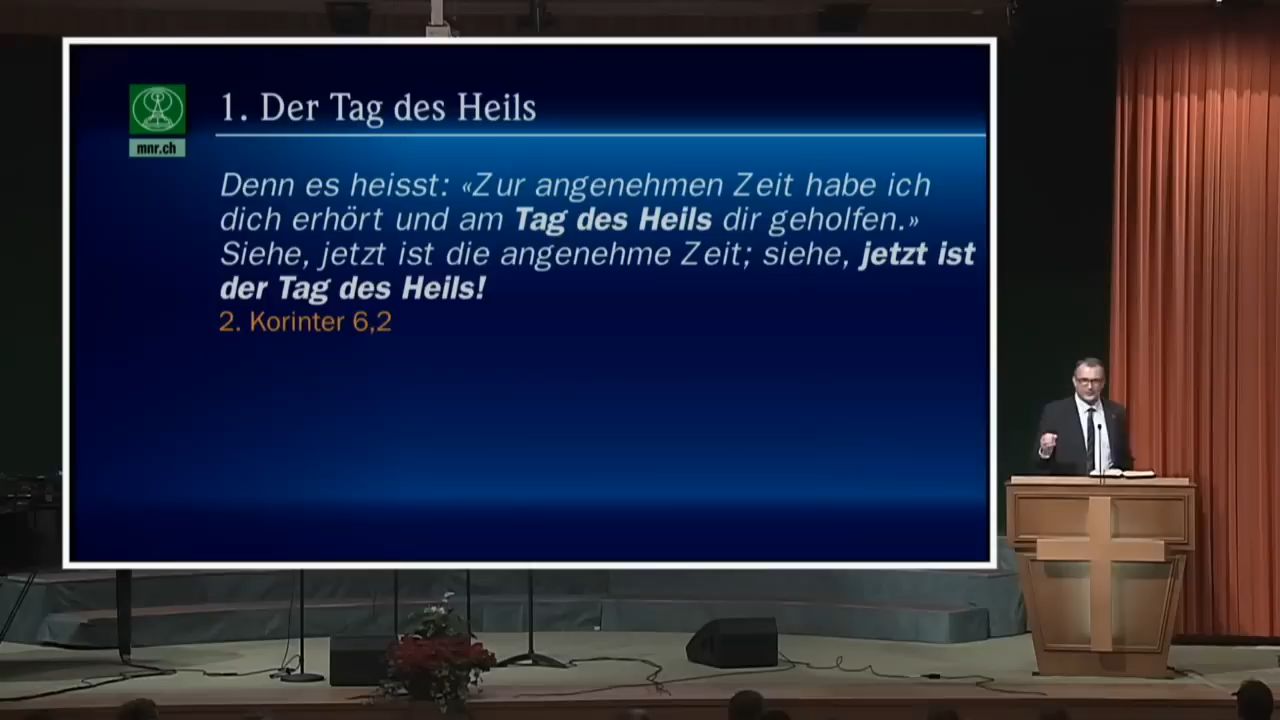 1. Der Tag des Heils
mnr.ch
Denn es heisst: «Zur angenehmen Zeit habe ich
dich erhört und am Tag des Heils dir geholfen.»
Siehe, jetzt ist die angenehme Zeit; siehe, jetzt ist
der Tag des Heils!
2. Korinter 6,2